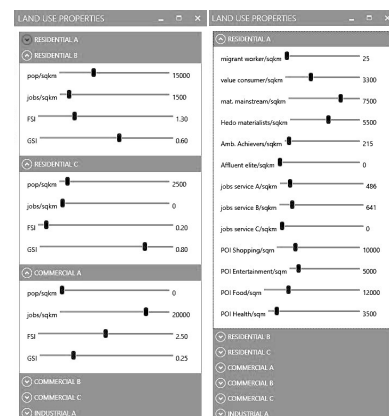 LAND USE PROPERTIES
RESIDENTIAL A
RESIDENTIAL B
pop/sqkm 15000
jobs/sqkm 1500
FSI 1.30
GSI 0.60
RESIDENTIAL C
pop/sqkm 2500
jobs/sqkm 0
FSI 0.20
GSI 0.80
COMMERCIAL A
pop/sqkm 0
jobs/sqkm 20000
FSI 2.50
GSI 0.25
COMMERCIAL B
COMMERCIAL C
INDUSTRIAL A
LAND USE PROPERTIES
RESIDENTIAL A
migrant worker/sqkm 25
value consumer/sqkm 3300
mat. mainstream/sqkm 7500
Hedo materialists/sqkm 5500
Amb. Achievers/sqkm 215
Affluent elite/sqkm 0
jobs service A/sqkm 486
jobs service B/sqkm 641
jobs service C/sqkm 0
POI Shopping/sqm 10000
POI Entertainment/sqm 5000
POI Food/sqm 12000
POI Health/sqm 3500
RESIDENTIAL B
RESIDENTIAL C
COMMERCIAL A
COMMERCIAL B
COMMERCIAL C
INDUSTRIAL A